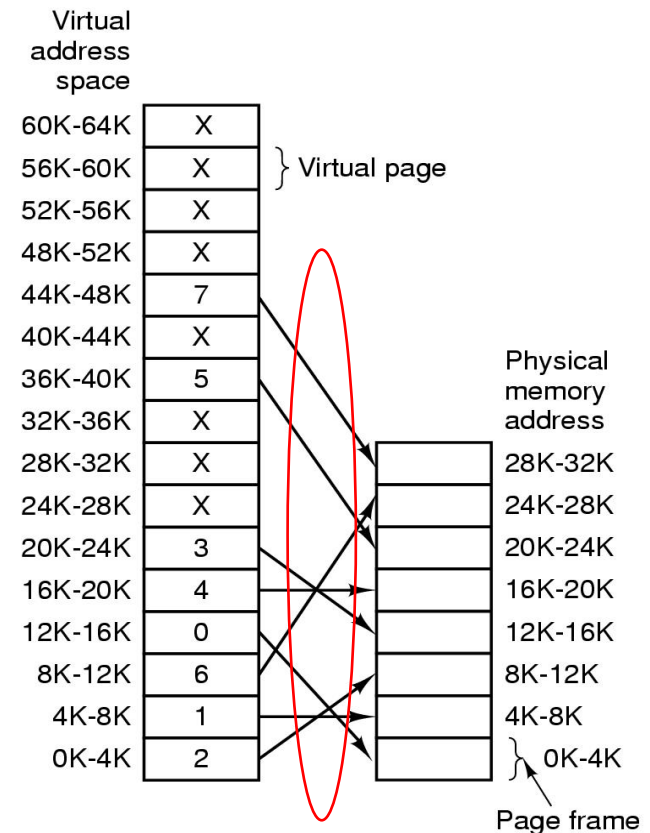 Virtual
address
space
60K-64K X
56K-60K X Virtual page
52K-56K X
48K-52K X
44K-48K 7
40K-44K X
Physical
memory
address
36K-40K 5
32K-36K X
28K-32K X 28K-32K
24K-28K X 24K-28K
20K-24K 3 20K-24K
16K-20K 4 16K-20K
12K-16K 0 12K-16K
8K-12K 6 8K-12K
4K-8K 1 4K-8K
0K-4K 2 0K-4K
Page frame